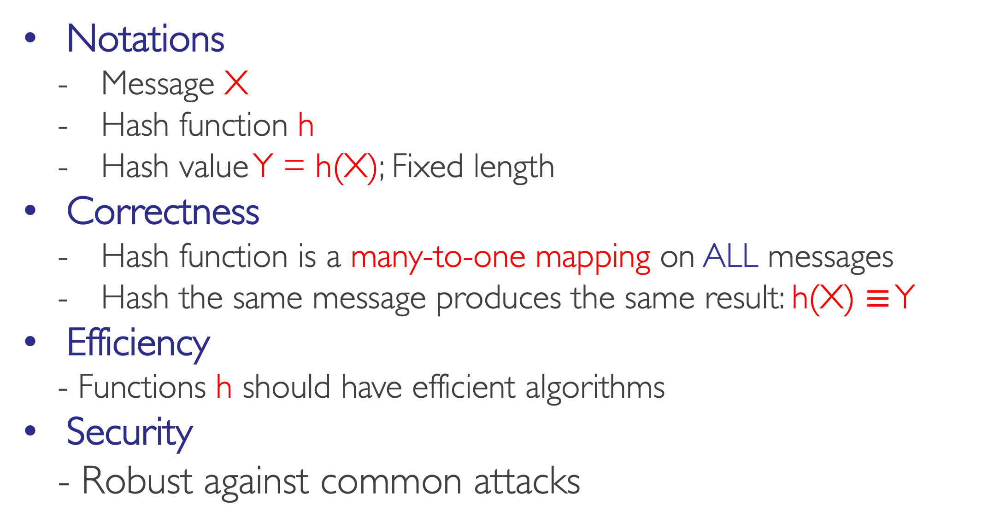 • Notations
- Message X
- Hash function h
- Hash value Y = h(X); Fixed length
• Correctness
- Hash function is a many-to-one mapping on ALL messages
- Hash the same message produces the same result: h(X) ≡ Y
• Efficiency
- Functions h should have efficient algorithms
• Security
- Robust against common attacks